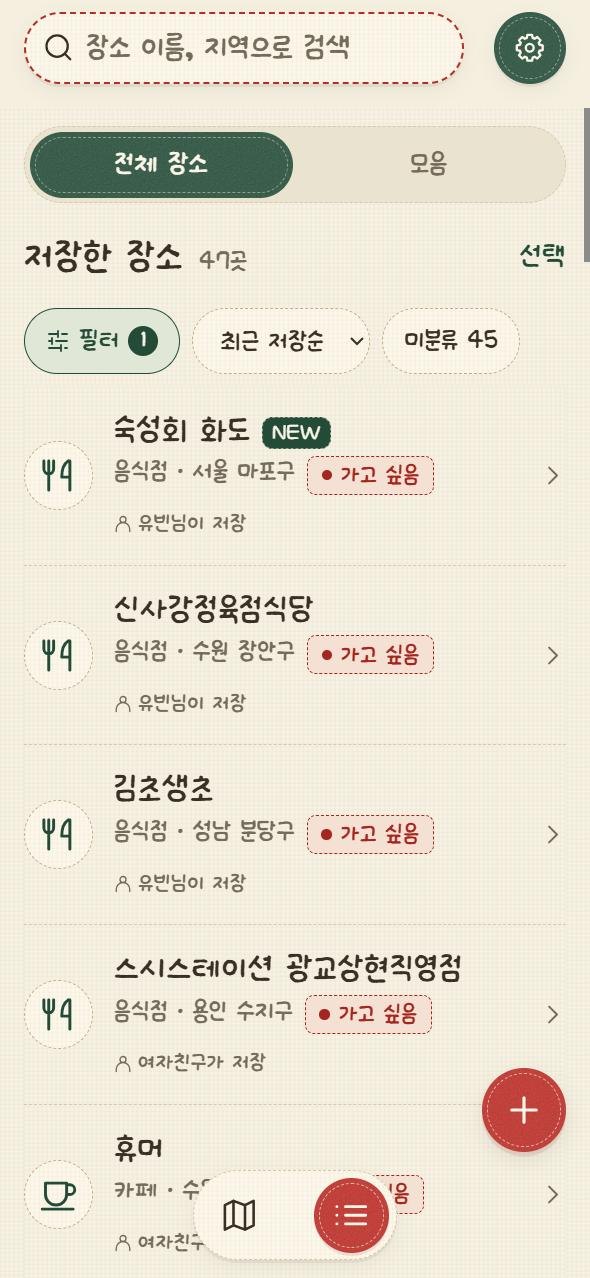 장소 이름, 지역으로 검색
전체 장소
모음
저장한 장소 47곳
선택
필터 1
최근 저장순
미분류 45
숙성회 화도 NEW
음식점 · 서울 마포구 가고 싶음
유빈님이 저장
신사강정육점식당
음식점 · 수원 장안구 가고 싶음
유빈님이 저장
김초생초
음식점 · 성남 분당구 가고 싶음
유빈님이 저장
스시스테이션 광교상현직영점
음식점 · 용인 수지구 가고 싶음
여자친구가 저장
휴머
카페 ·